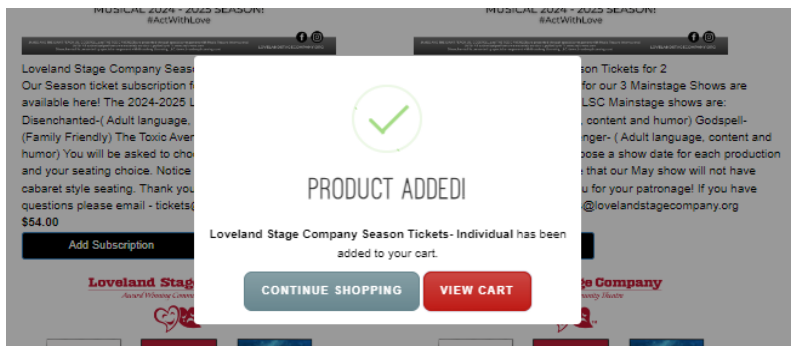 MUSICAL 2024 - 2025 SEASON!
#ActWithLove
MUSICAL 2024 - 2025 SEASON!
#ActWithLove
Loveland Stage Company Seas
Our Season ticket subscription f
available here! The 2024-2025 L
Disenchanted-( Adult language,
(Family Friendly) The Toxic Aven
humor) You will be asked to cho
and your seating choice. Notice
cabaret style seating. Thank you
questions please email - tickets@
$54.00
Add Subscription
Loveland Stag
Award Winning Commu
son Tickets for 2
for our 3 Mainstage Shows are
LSC Mainstage shows are:
, content and humor) Godspell-
nger- ( Adult language, content and
oose a show date for each production
that our May show will not have
u for your patronage! If you have
@lovelandstagecompany.org
ge Company
munity Theatre
PRODUCT ADDED!
Loveland Stage Company Season Tickets- Individual has been
added to your cart.
CONTINUE SHOPPING
VIEW CART